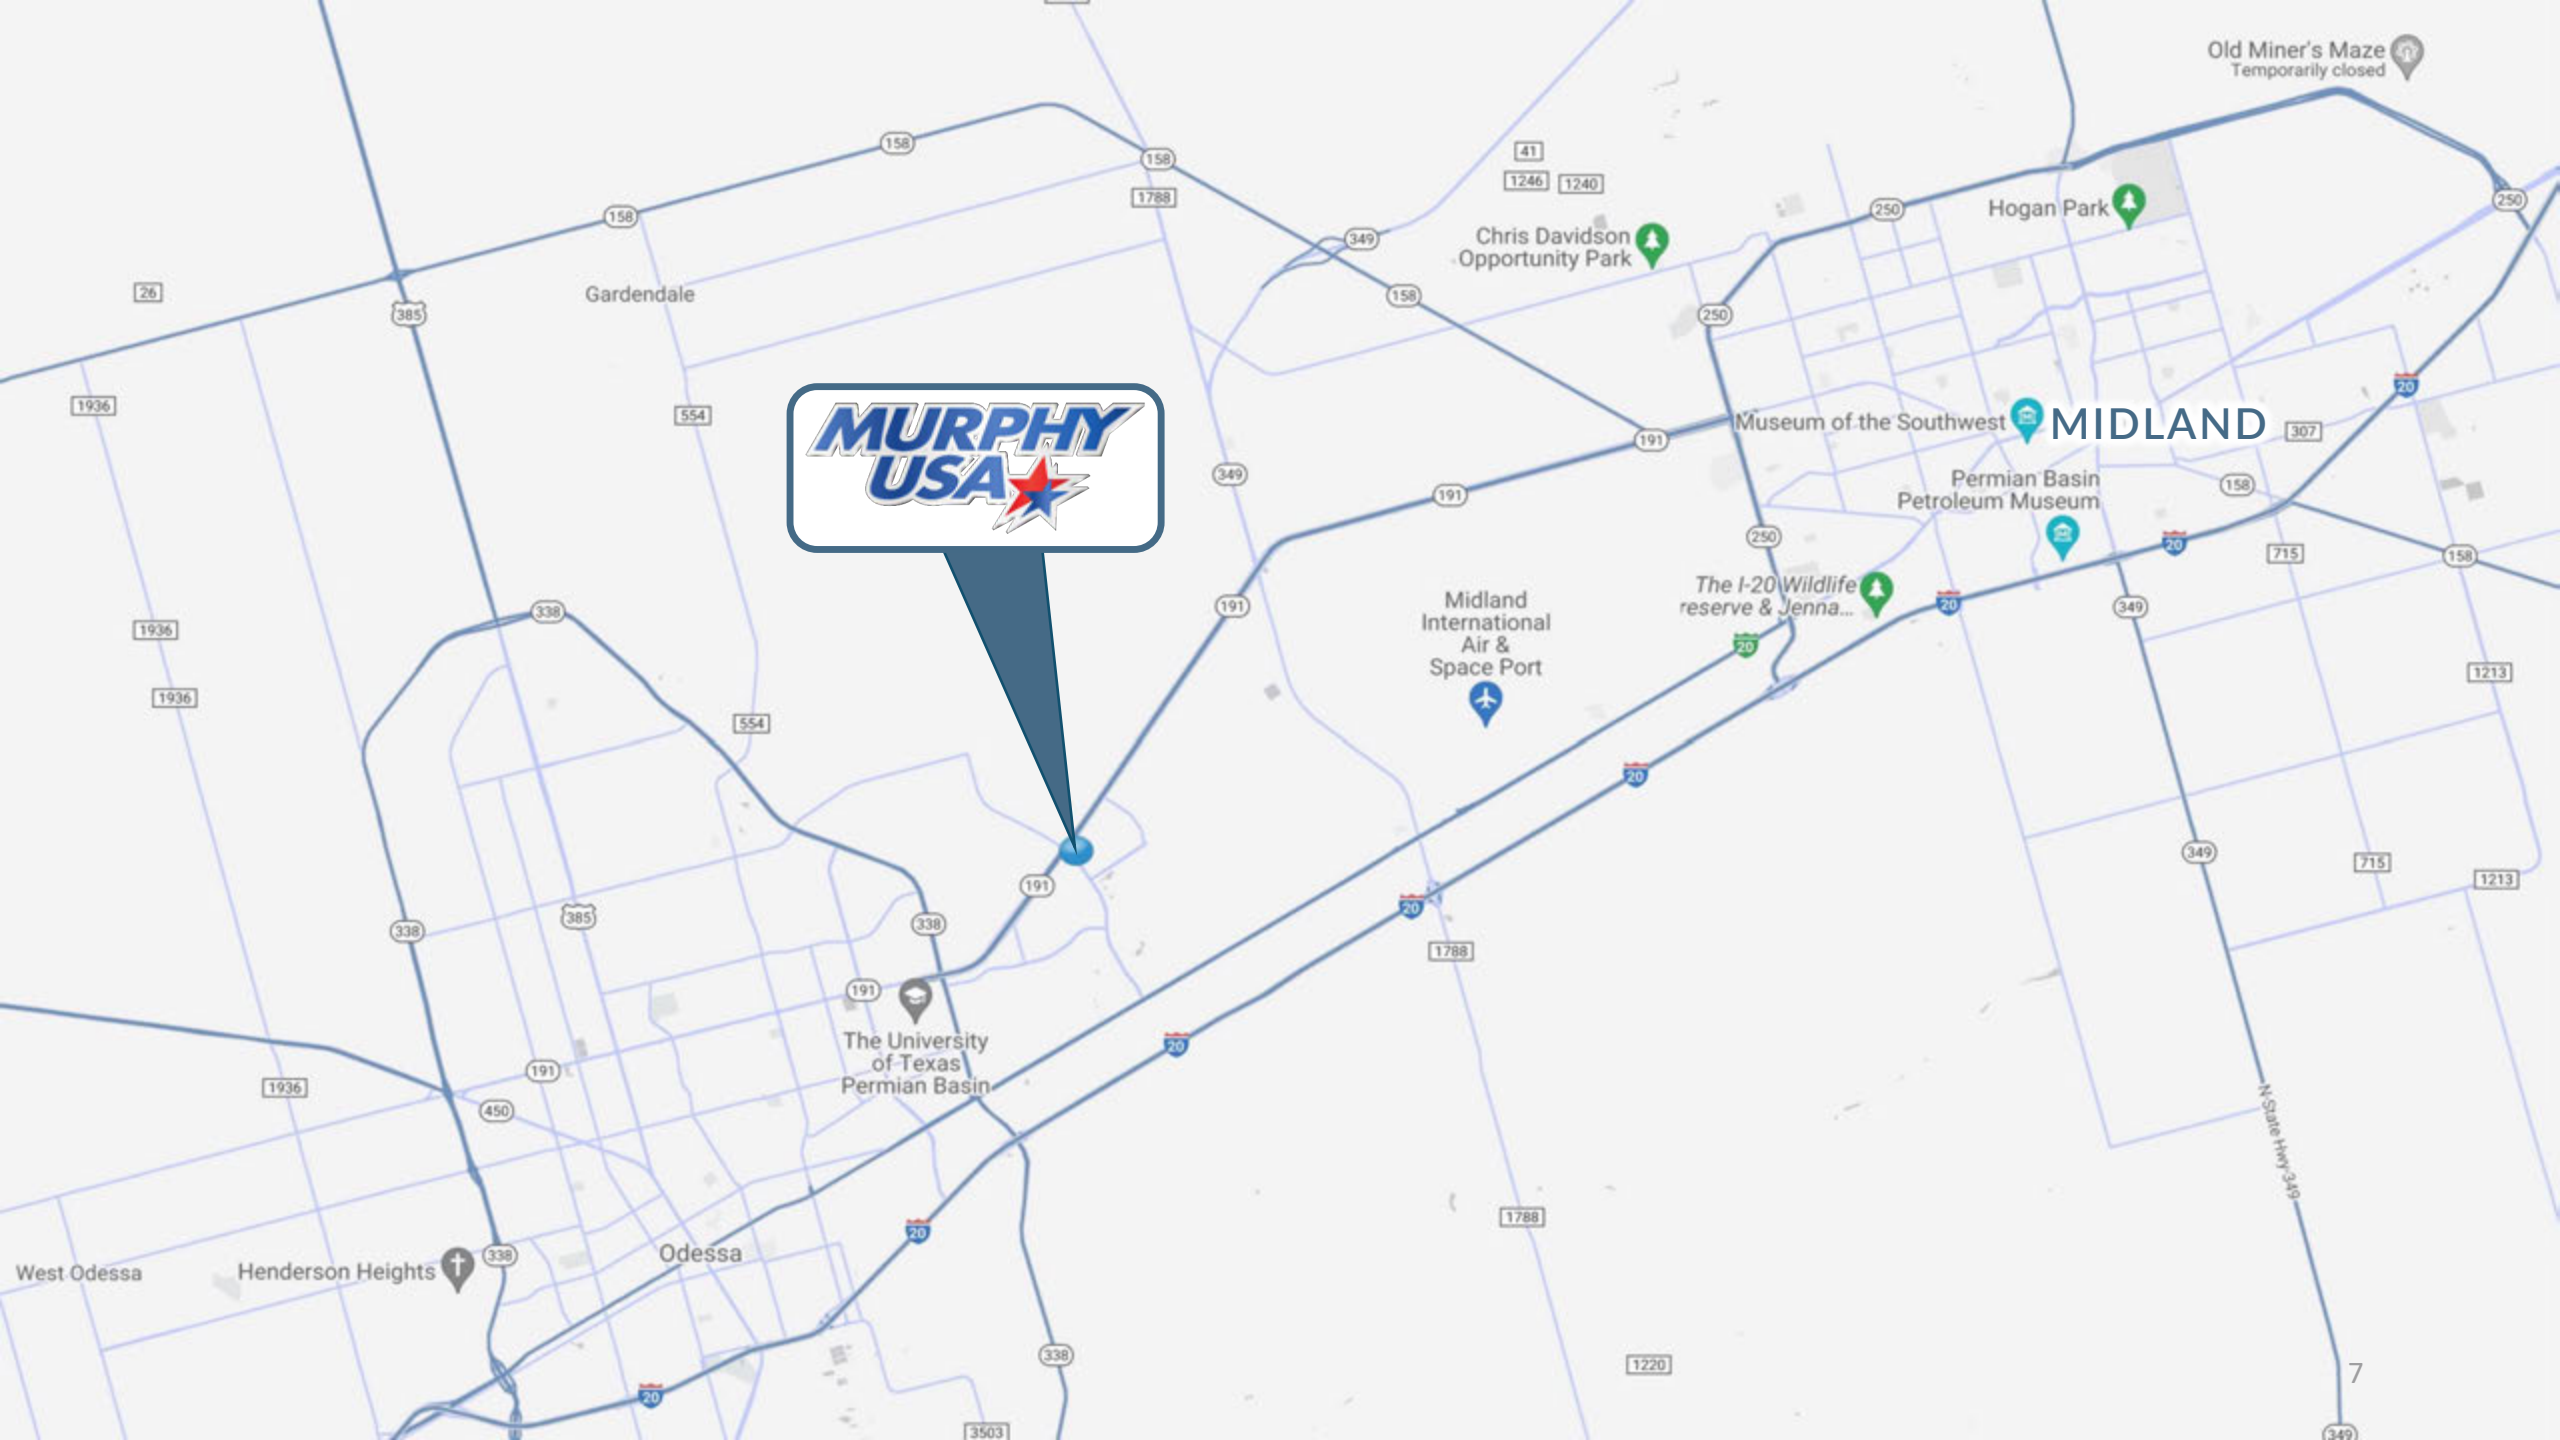 Old Miner's Maze
Temporarily closed
158
158
41
158
1788
1246
1240
250
250
Hogan Park
349
Chris Davidson
Opportunity Park
26
Gardendale
158
385
250
20
1936
554
MURPHY
USA
191
Museum of the Southwest
MIDLAND
307
349
191
Permian Basin
Petroleum Museum
158
250
20
715
158
338
191
Midland
International
Air &
Space Port
The I-20 Wildlife
reserve & Jenna...
20
20
349
1936
1213
1936
554
20
349
715
1213
191
20
385
338
338
1788
191
The University
of Texas
Permian Basin
20
191
1936
450
N State Hwy 349
1788
20
338
Odessa
West Odessa
Henderson Heights
338
1220
7
20
3503
349